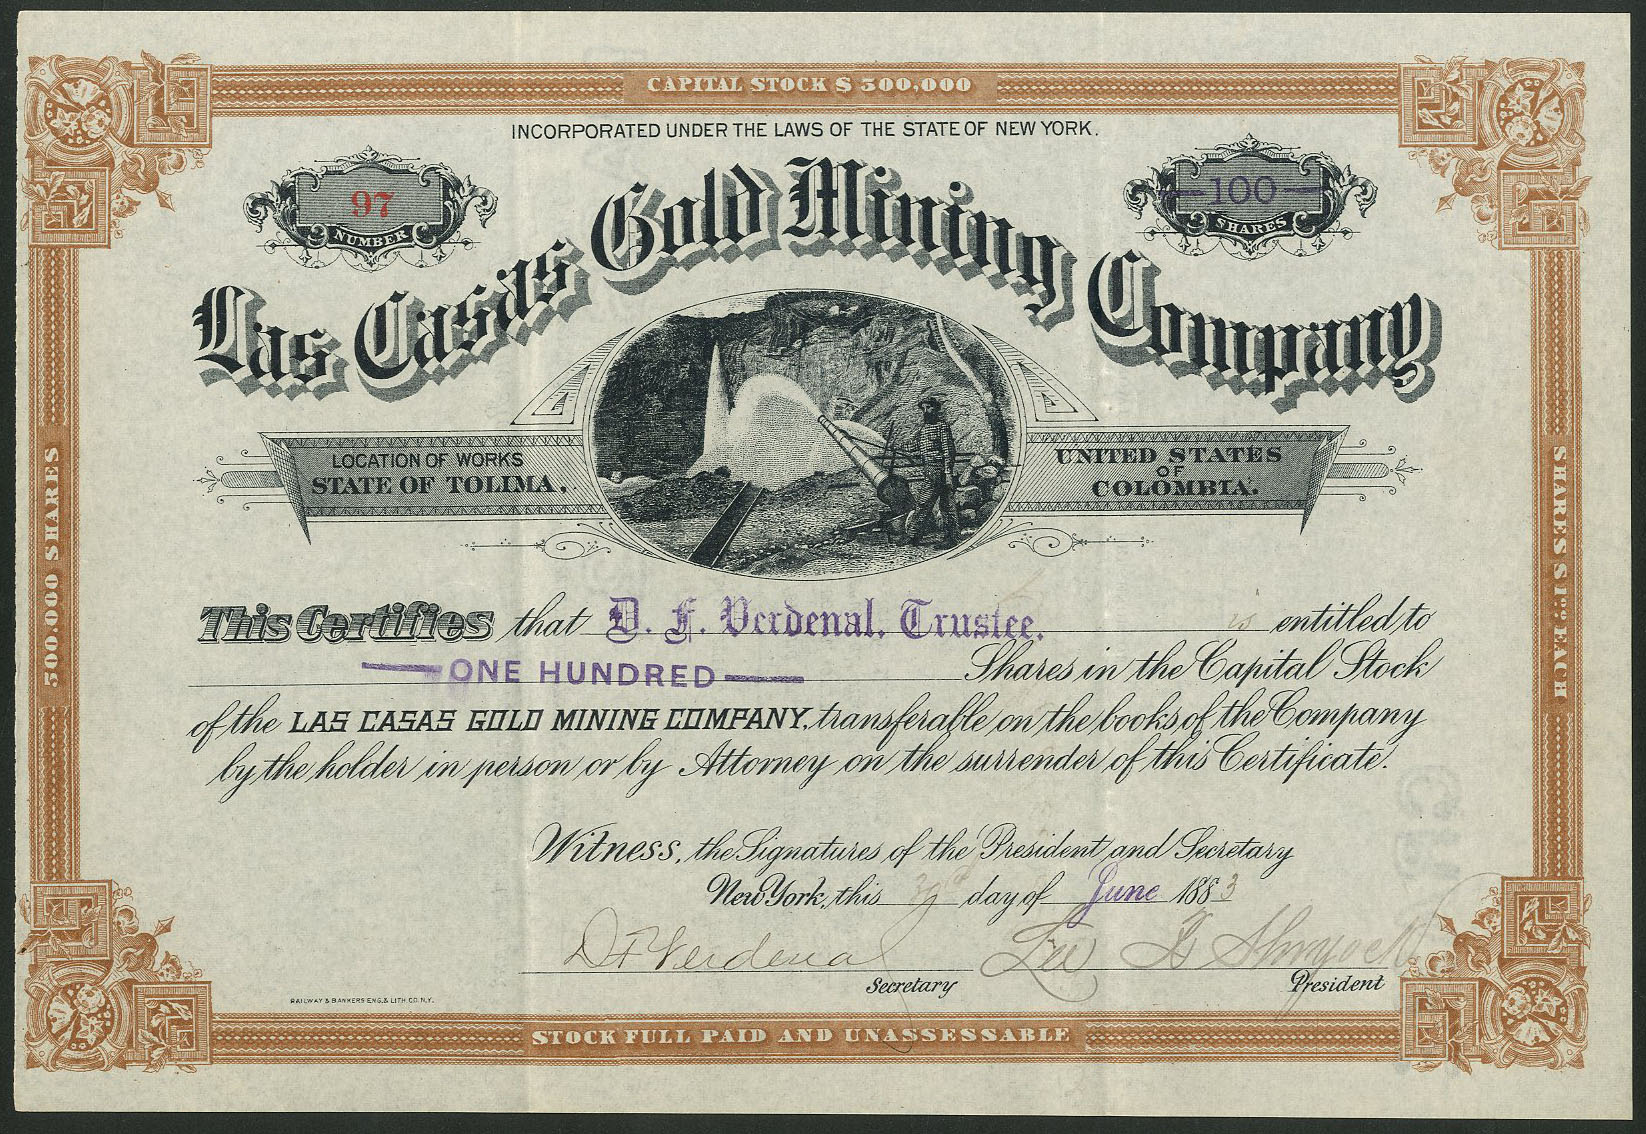 CAPITAL STOCK $ 500,000
INCORPORATED UNDER THE LAWS OF THE STATE OF NEW YORK.
97
NUMBER
100
SHARES
Las Casas Gold Mining Company
LOCATION OF WORKS
STATE OF TOLIMA,
UNITED STATES
OF
COLOMBIA.
500,000 SHARES
SHARES $1.00 EACH
This Certifies that D. F. Verdenal, Trustee. is entitled to
ONE HUNDRED Shares in the Capital Stock
of the LAS CASAS GOLD MINING COMPANY, transferable on the books of the Company
by the holder in person or by Attorney on the surrender of this Certificate.
Witness, the Signatures of the President and Secretary
New York, this day of June 1883
D F Verdenal
Secretary
President
RAILWAY & BANKERS ENG. & LITH CO. N.Y.
STOCK FULL PAID AND UNASSESSABLE